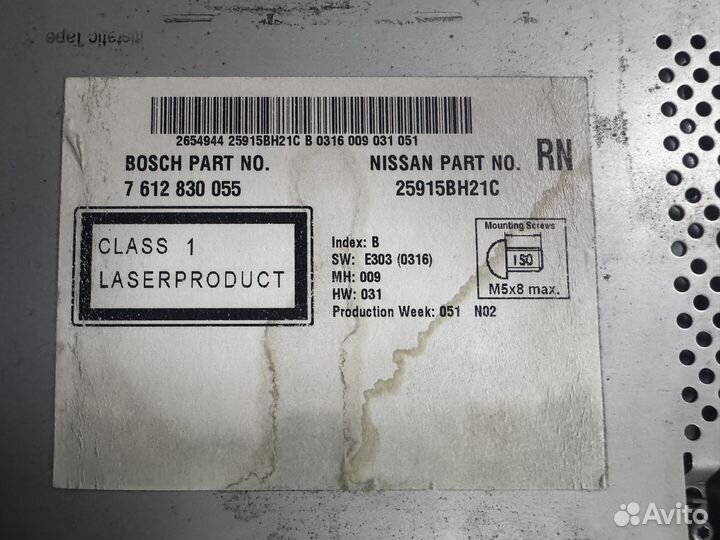 Antistatic Tape
2654944 25915BH21C B 0316 009 031 051
BOSCH PART NO.
7 612 830 055
NISSAN PART NO.
25915BH21C
RN
CLASS 1
LASERPRODUCT
Index: B
SW: E303 (0316)
MH: 009
HW: 031
Production Week: 051 N02
Mounting Screws
ISO
M5x8 max.
Avito